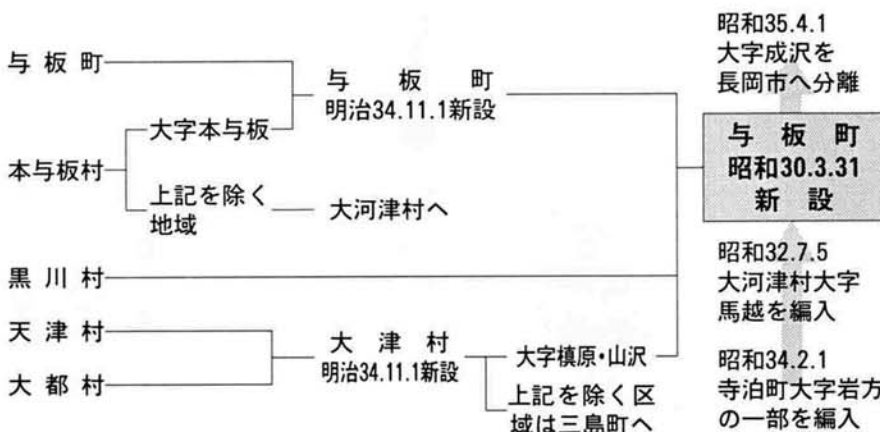 与板町
本与板村
大字本与板
上記を除く
地域
与板町
明治34.11.1新設
大河津村へ
黒川村
天津村
大都村
大津村
明治34.11.1新設
大字槙原・山沢
上記を除く区
域は三島町へ
昭和35.4.1
大字成沢を
長岡市へ分離
与板町
昭和30.3.31
新設
昭和32.7.5
大河津村大字
馬越を編入
昭和34.2.1
寺泊町大字岩方
の一部を編入